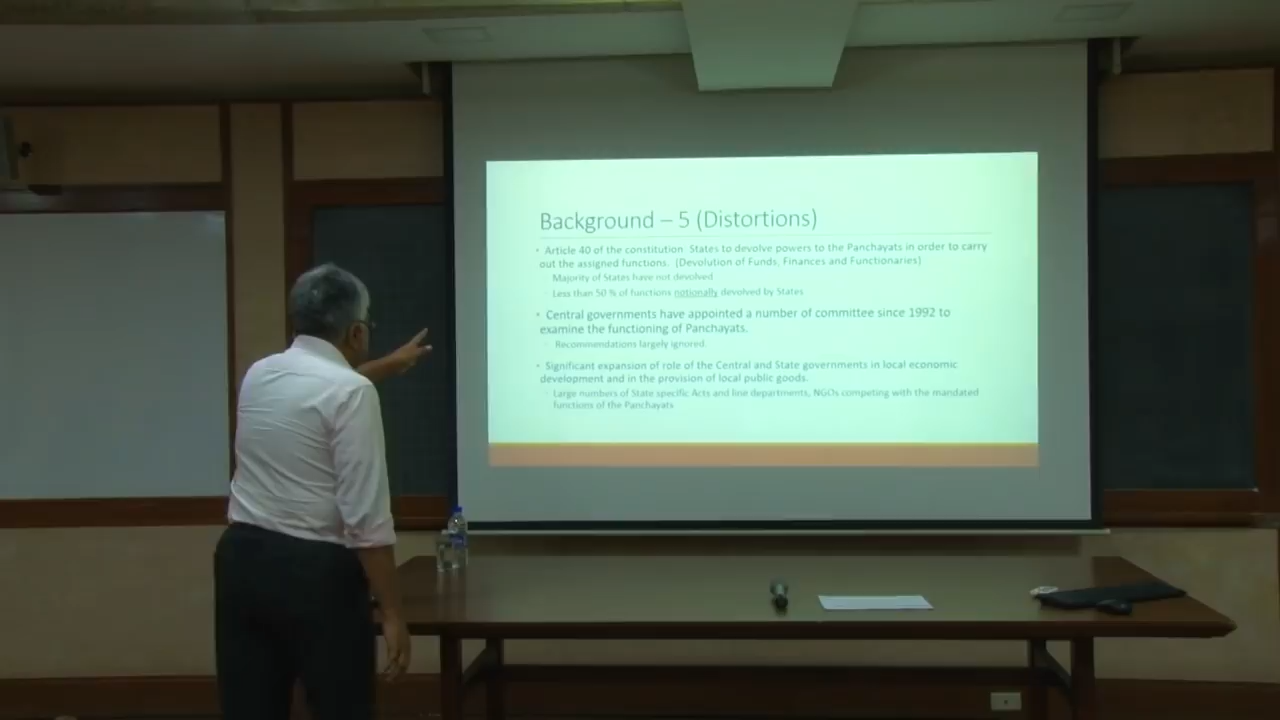 Background – 5 (Distortions)
• Article 40 of the constitution States to devolve powers to the Panchayats in order to carry
out the assigned functions. [Devolution of Funds, Finances and Functionaries]
Majority of States have not devolved
Less than 50 % of functions notionally devolved by States
• Central governments have appointed a number of committee since 1992 to
examine the functioning of Panchayats.
Recommendations largely ignored.
• Significant expansion of role of the Central and State governments in local economic
development and in the provision of local public goods.
Large numbers of State specific Acts and line departments, NGOs competing with the mandated
functions of the Panchayats